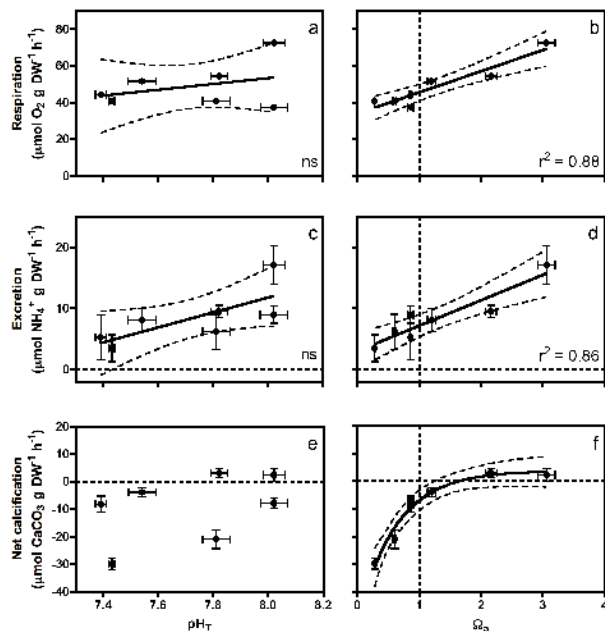 a
b
Respiration
(µmol O₂ g DW⁻¹ h⁻¹)
80
60
40
20
0
ns
r² = 0.88
c
d
Excretion
(µmol NH₄⁺ g DW⁻¹ h⁻¹)
20
10
0
ns
r² = 0.86
e
f
Net calcification
(µmol CaCO₃ g DW⁻¹ h⁻¹)
20
10
0
-10
-20
-30
-40
7.4 7.6 7.8 8.0 8.2
0 1 2 3 4
pH_T
Ωₐ